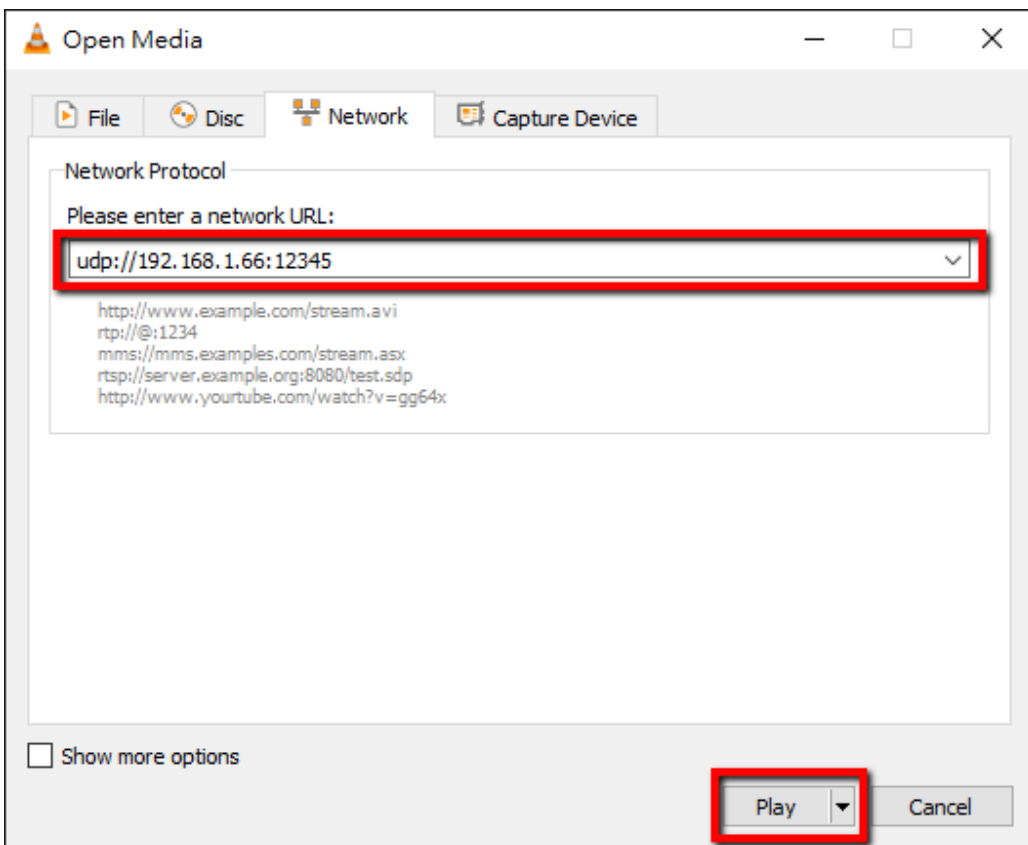 Open Media
File Disc Network Capture Device
Network Protocol
Please enter a network URL:
udp://192.168.1.66:12345
http://www.example.com/stream.avi
rtp://@:1234
mms://mms.examples.com/stream.asx
rtsp://server.example.org:8080/test.sdp
http://www.yourtube.com/watch?v=gg64x
Show more options
Play Cancel